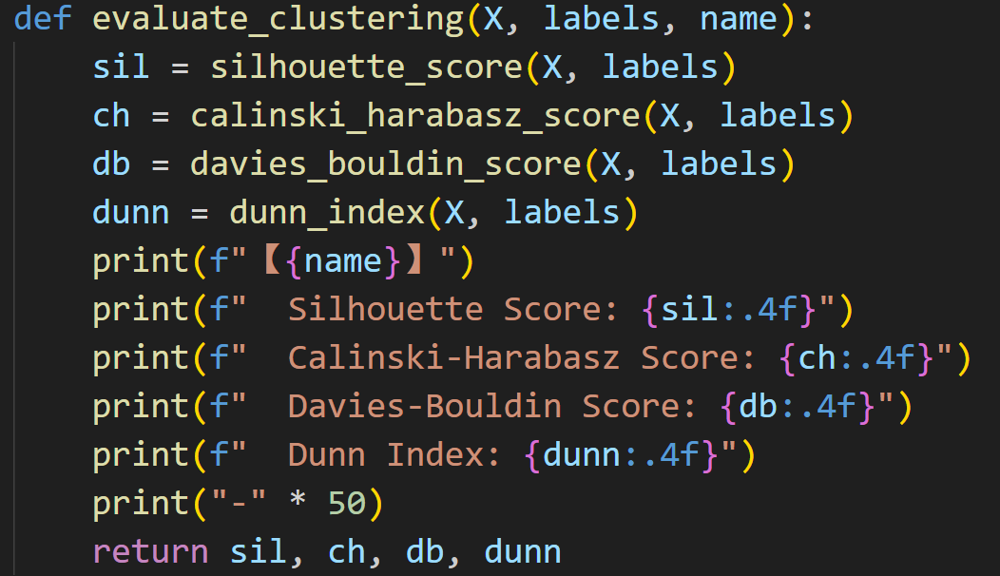 def evaluate_clustering(X, labels, name):
    sil = silhouette_score(X, labels)
    ch = calinski_harabasz_score(X, labels)
    db = davies_bouldin_score(X, labels)
    dunn = dunn_index(X, labels)
    print(f"【{name}】")
    print(f"  Silhouette Score: {sil:.4f}")
    print(f"  Calinski-Harabasz Score: {ch:.4f}")
    print(f"  Davies-Bouldin Score: {db:.4f}")
    print(f"  Dunn Index: {dunn:.4f}")
    print("-" * 50)
    return sil, ch, db, dunn